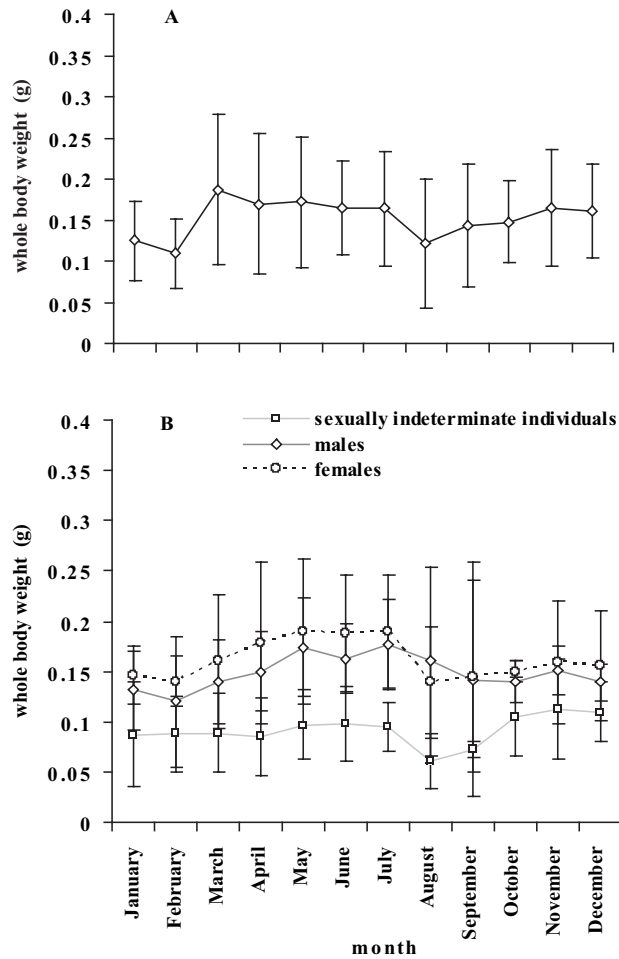 A
0.4
0.35
0.3
0.25
0.2
0.15
0.1
0.05
0
whole body weight (g)
B
sexually indeterminate individuals
males
females
0.4
0.35
0.3
0.25
0.2
0.15
0.1
0.05
0
whole body weight (g)
January
February
March
April
May
June
July
August
September
October
November
December
month